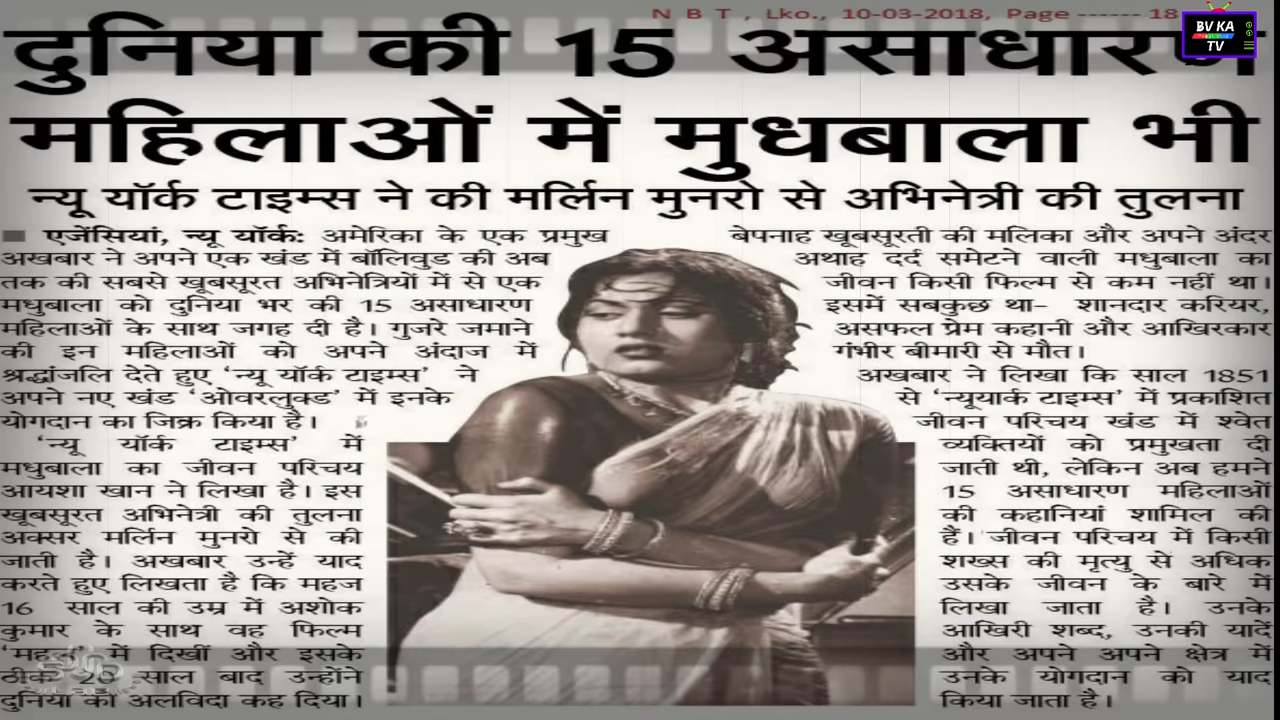 N B T , Lko., 10-03-2018, Page ------ 18
BV KA
TV
दुनिया की 15 असाधारण
महिलाओं में मुधबाला भी
न्यू यॉर्क टाइम्स ने की मर्लिन मुनरो से अभिनेत्री की तुलना
एजेंसियां, न्यू यॉर्क: अमेरिका के एक प्रमुख
अखबार ने अपने एक खंड में बॉलिवुड की अब
तक की सबसे खूबसूरत अभिनेत्रियों में से एक
मधुबाला को दुनिया भर की 15 असाधारण
महिलाओं के साथ जगह दी है। गुजरे जमाने
की इन महिलाओं को अपने अंदाज में
श्रद्धांजलि देते हुए ‘न्यू यॉर्क टाइम्स’ ने
अपने नए खंड ‘ओवरलुक्ड’ में इनके
योगदान का जिक्र किया है।
‘न्यू यॉर्क टाइम्स’ में
मधुबाला का जीवन परिचय
आयशा खान ने लिखा है। इस
खूबसूरत अभिनेत्री की तुलना
अक्सर मर्लिन मुनरो से की
जाती है। अखबार उन्हें याद
करते हुए लिखता है कि महज
16 साल की उम्र में अशोक
कुमार के साथ वह फिल्म
‘महल’ में दिखीं और इसके
ठीक 20 साल बाद उन्होंने
दुनिया को अलविदा कह दिया।
बेपनाह खूबसूरती की मलिका और अपने अंदर
अथाह दर्द समेटने वाली मधुबाला का
जीवन किसी फिल्म से कम नहीं था।
इसमें सबकुछ था– शानदार करियर,
असफल प्रेम कहानी और आखिरकार
गंभीर बीमारी से मौत।
अखबार ने लिखा कि साल 1851
से ‘न्यूयार्क टाइम्स’ में प्रकाशित
जीवन परिचय खंड में श्वेत
व्यक्तियों को प्रमुखता दी
जाती थी, लेकिन अब हमने
15 असाधारण महिलाओं
की कहानियां शामिल की
हैं। जीवन परिचय में किसी
शख्स की मृत्यु से अधिक
उसके जीवन के बारे में
लिखा जाता है। उनके
आखिरी शब्द, उनकी यादें
और अपने अपने क्षेत्र में
उनके योगदान को याद
किया जाता है।